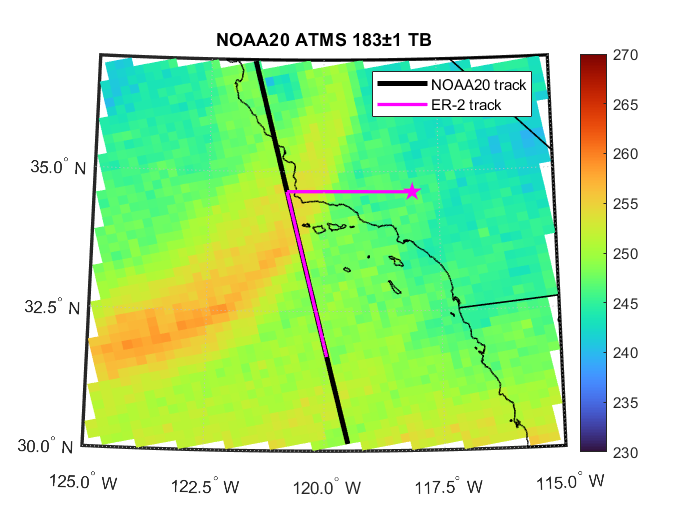 NOAA20 ATMS 183±1 TB
NOAA20 track
ER-2 track
35.0° N
32.5° N
30.0° N
125.0° W
122.5° W
120.0° W
117.5° W
115.0° W
270
265
260
255
250
245
240
235
230